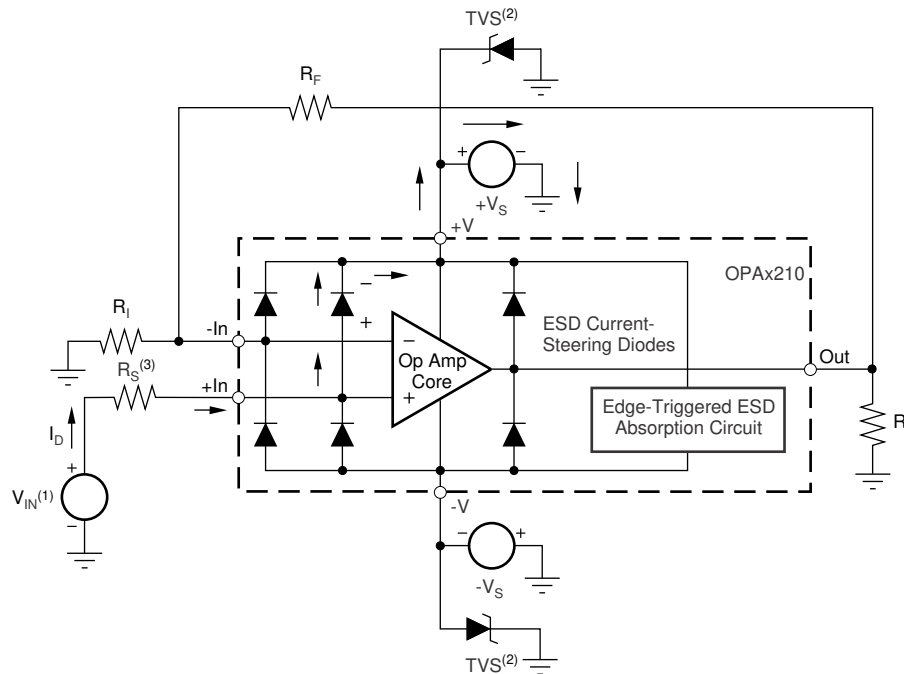 TVS(2)
RF
+ −
+VS
+V
OPAx210
−
+
RI
-In
−
Op Amp
Core
+
ESD Current-
Steering Diodes
Out
RS(3)
+In
Edge-Triggered ESD
Absorption Circuit
R
ID
+
VIN(1)
−
-V
− +
-VS
TVS(2)